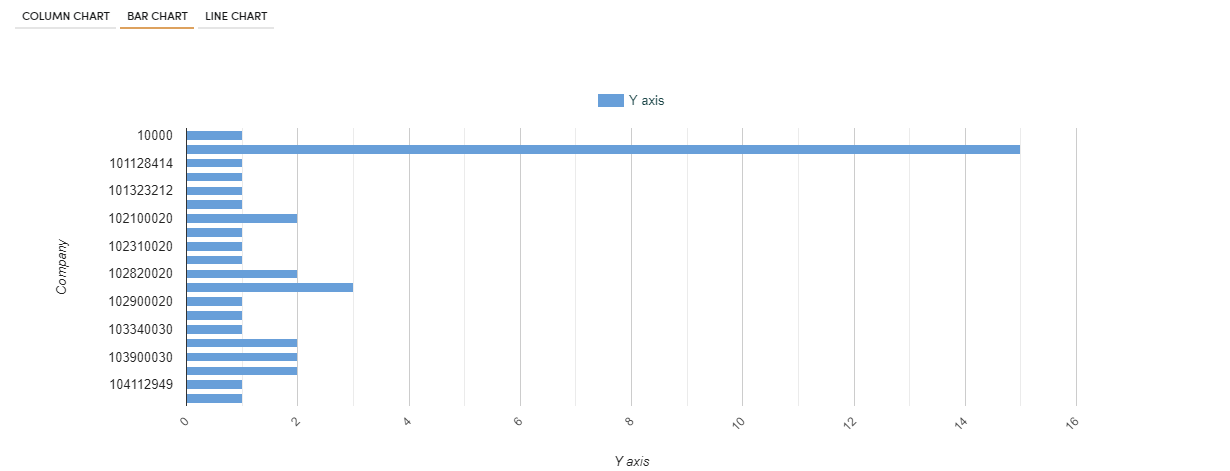 COLUMN CHART BAR CHART LINE CHART
Y axis
10000
101128414
101323212
102100020
102310020
102820020
102900020
103340030
103900030
104112949
Company
0 2 4 6 8 10 12 14 16
Y axis